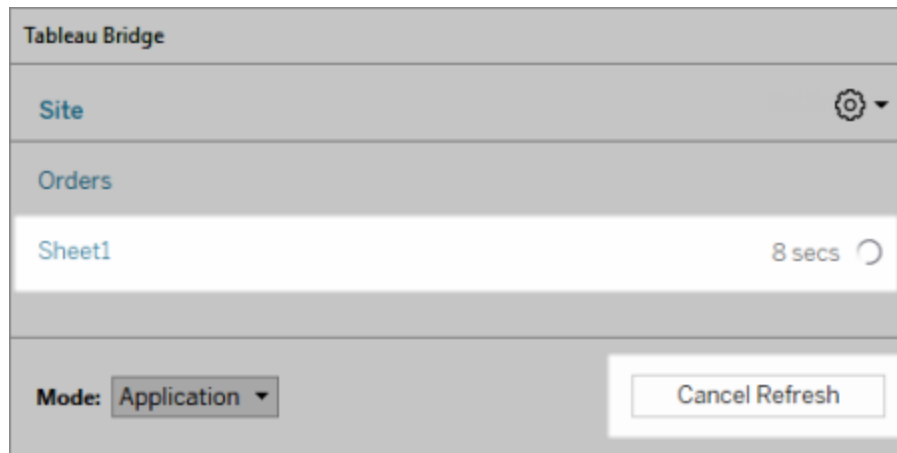 Tableau Bridge
Site
Orders
Sheet1 8 secs
Mode: Application Cancel Refresh